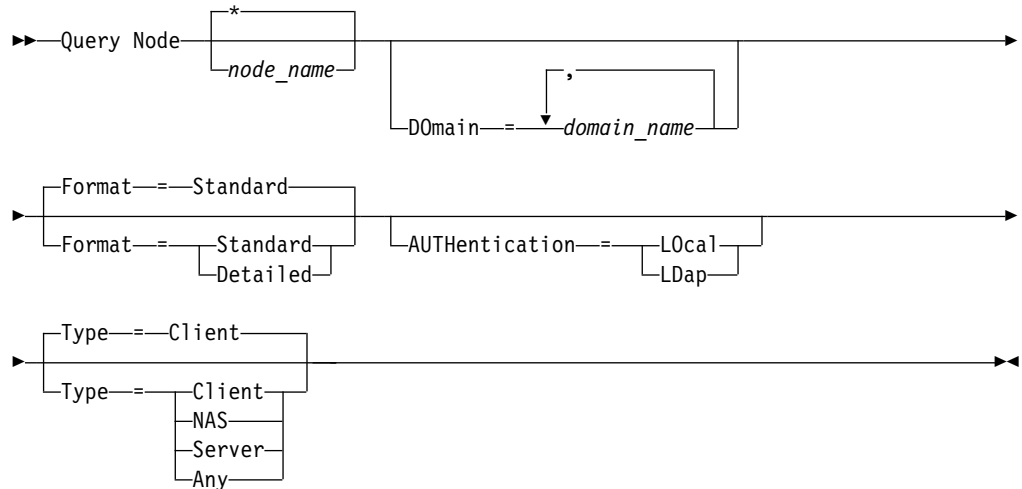 *
Query Node
node_name
,
DOmain = domain_name
Format = Standard
Format = Standard
Detailed
AUTHentication = LOcal
LDap
Type = Client
Type = Client
NAS
Server
Any